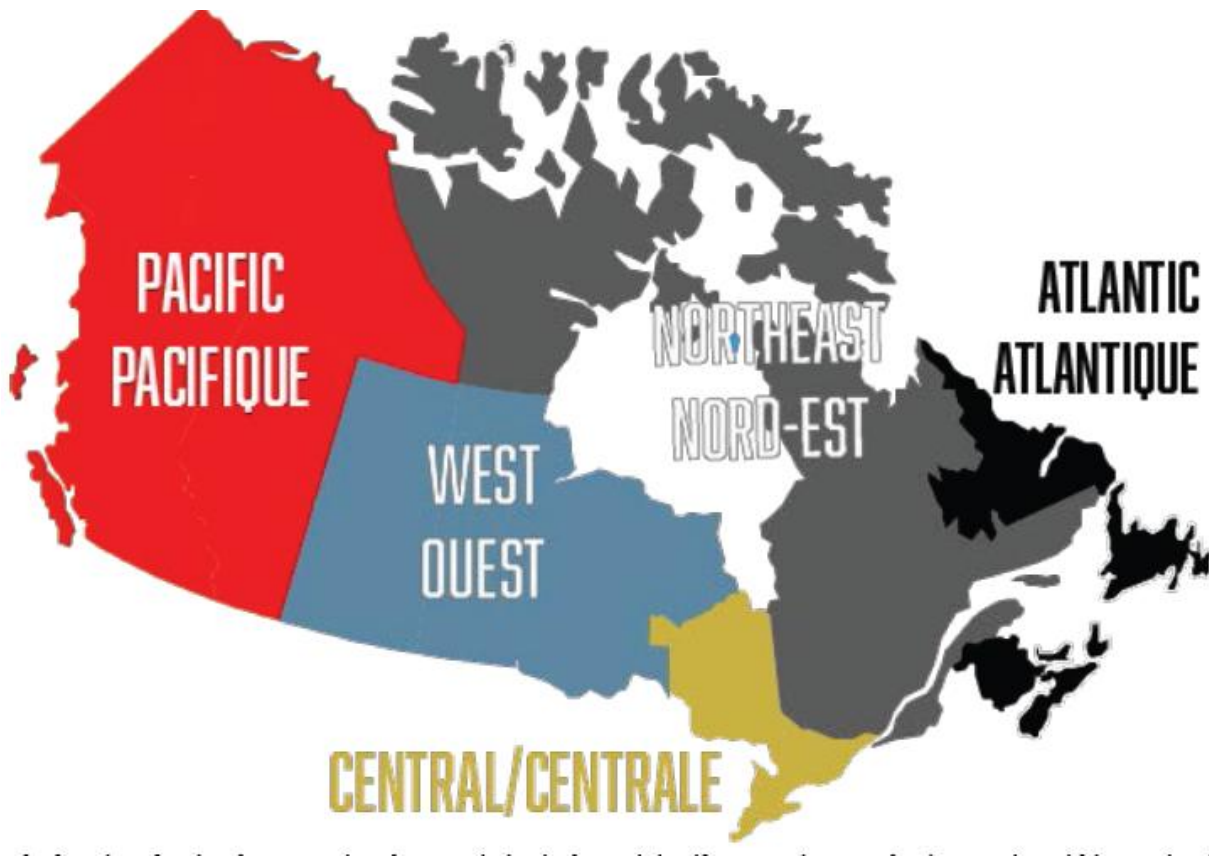 PACIFIC
PACIFIQUE
WEST
OUEST
NORTHEAST
NORD-EST
ATLANTIC
ATLANTIQUE
CENTRAL/CENTRALE